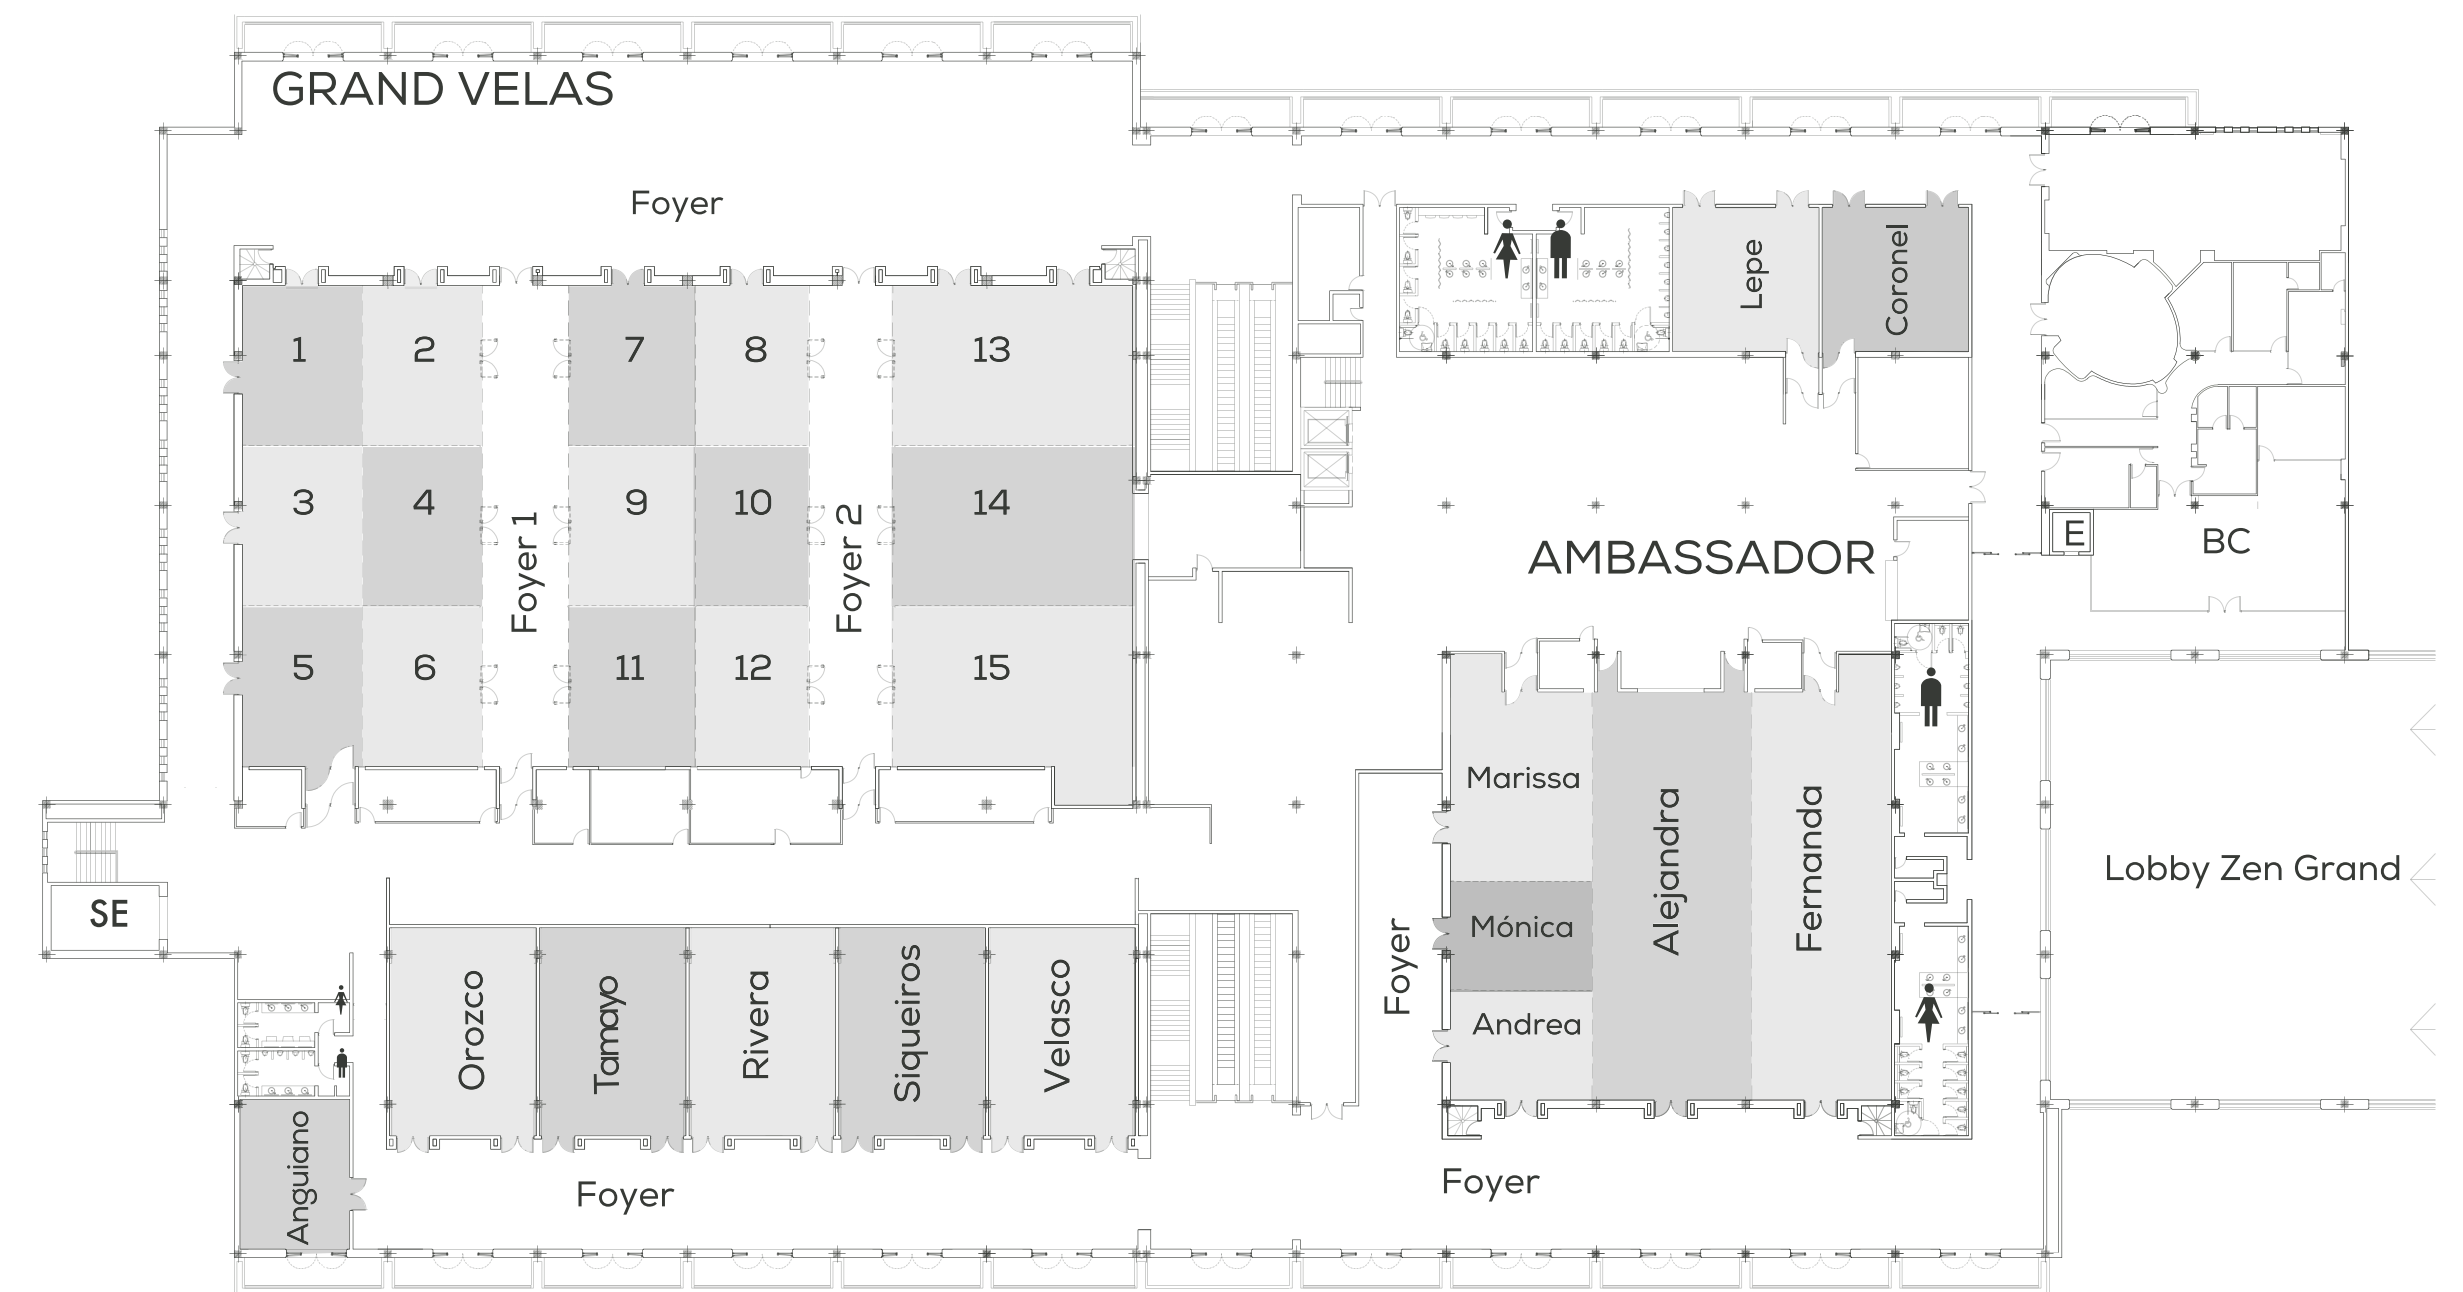 GRAND VELAS
Foyer
Lepe
Coronel
1
2
7
8
13
3
4
9
10
14
Foyer 1
Foyer 2
AMBASSADOR
E
BC
5
6
11
12
15
Marissa
Alejandra
Fernanda
Lobby Zen Grand
SE
Mónica
Foyer
Andrea
Orozco
Tamayo
Rivera
Siqueiros
Velasco
Anguiano
Foyer
Foyer